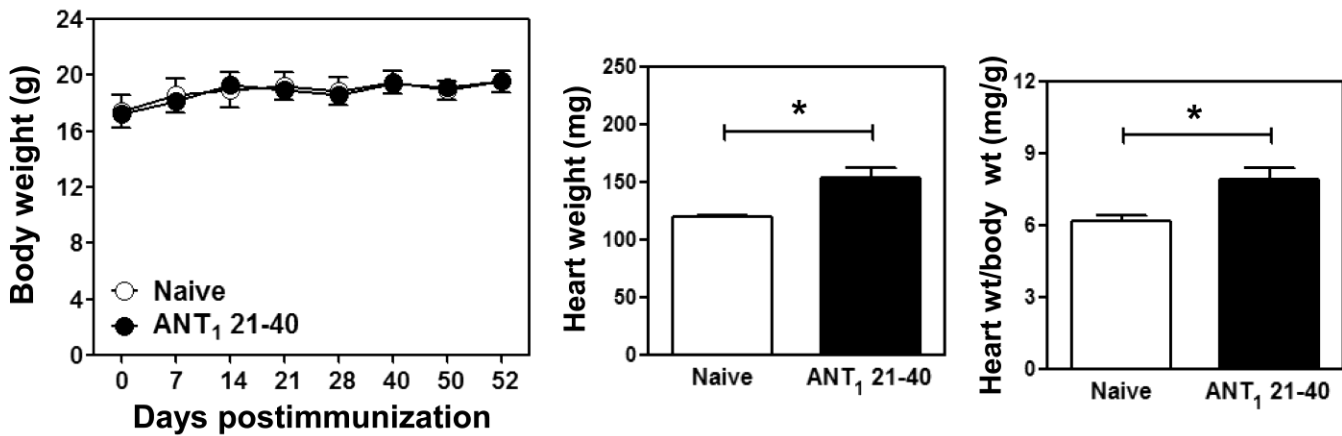 Body weight (g)
24
20
16
12
8
4
0
Naive
ANT₁ 21-40
0 7 14 21 28 40 50 52
Days postimmunization
Heart weight (mg)
250
200
150
100
50
0
*
Naive ANT₁ 21-40
Heart wt/body wt (mg/g)
12
9
6
3
0
*
Naive ANT₁ 21-40